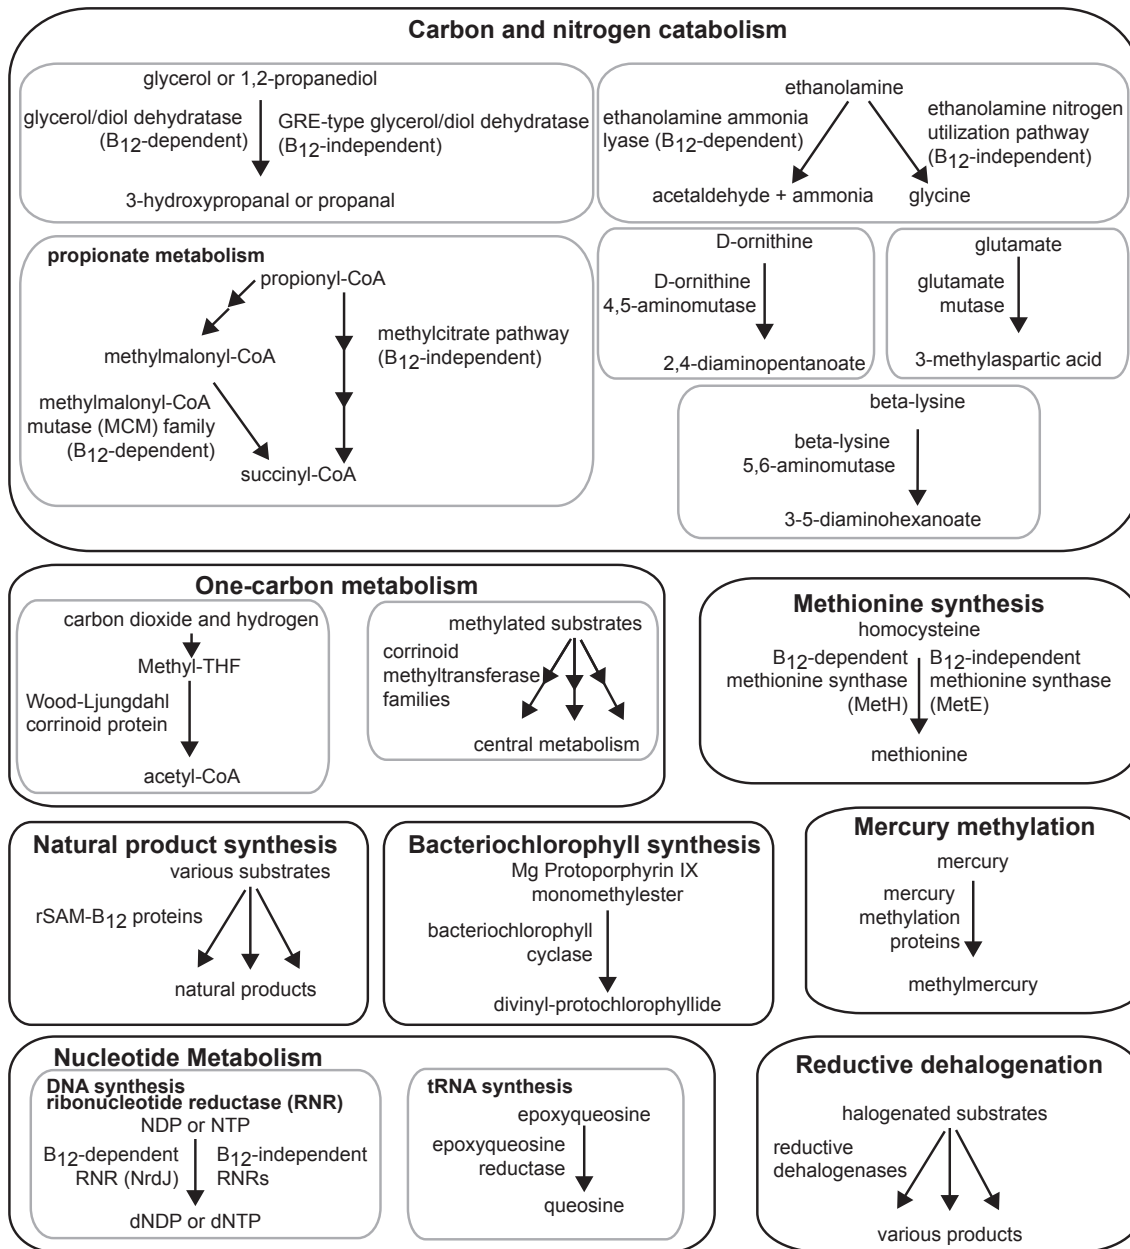 Carbon and nitrogen catabolism
glycerol or 1,2-propanediol
glycerol/diol dehydratase
(B12-dependent)
GRE-type glycerol/diol dehydratase
(B12-independent)
3-hydroxypropanal or propanal
ethanolamine
ethanolamine ammonia
lyase (B12-dependent)
ethanolamine nitrogen
utilization pathway
(B12-independent)
acetaldehyde + ammonia
glycine
propionate metabolism
propionyl-CoA
methylmalonyl-CoA
methylcitrate pathway
(B12-independent)
methylmalonyl-CoA
mutase (MCM) family
(B12-dependent)
succinyl-CoA
D-ornithine
D-ornithine
4,5-aminomutase
2,4-diaminopentanoate
glutamate
glutamate
mutase
3-methylaspartic acid
beta-lysine
beta-lysine
5,6-aminomutase
3-5-diaminohexanoate
One-carbon metabolism
carbon dioxide and hydrogen
Methyl-THF
Wood-Ljungdahl
corrinoid protein
acetyl-CoA
methylated substrates
corrinoid
methyltransferase
families
central metabolism
Methionine synthesis
homocysteine
B12-dependent
methionine synthase
(MetH)
B12-independent
methionine synthase
(MetE)
methionine
Natural product synthesis
various substrates
rSAM-B12 proteins
natural products
Bacteriochlorophyll synthesis
Mg Protoporphyrin IX
monomethylester
bacteriochlorophyll
cyclase
divinyl-protochlorophyllide
Mercury methylation
mercury
mercury
methylation
proteins
methylmercury
Nucleotide Metabolism
DNA synthesis
ribonucleotide reductase (RNR)
NDP or NTP
B12-dependent
RNR (NrdJ)
B12-independent
RNRs
dNDP or dNTP
tRNA synthesis
epoxyqueosine
epoxyqueosine
reductase
queosine
Reductive dehalogenation
halogenated substrates
reductive
dehalogenases
various products